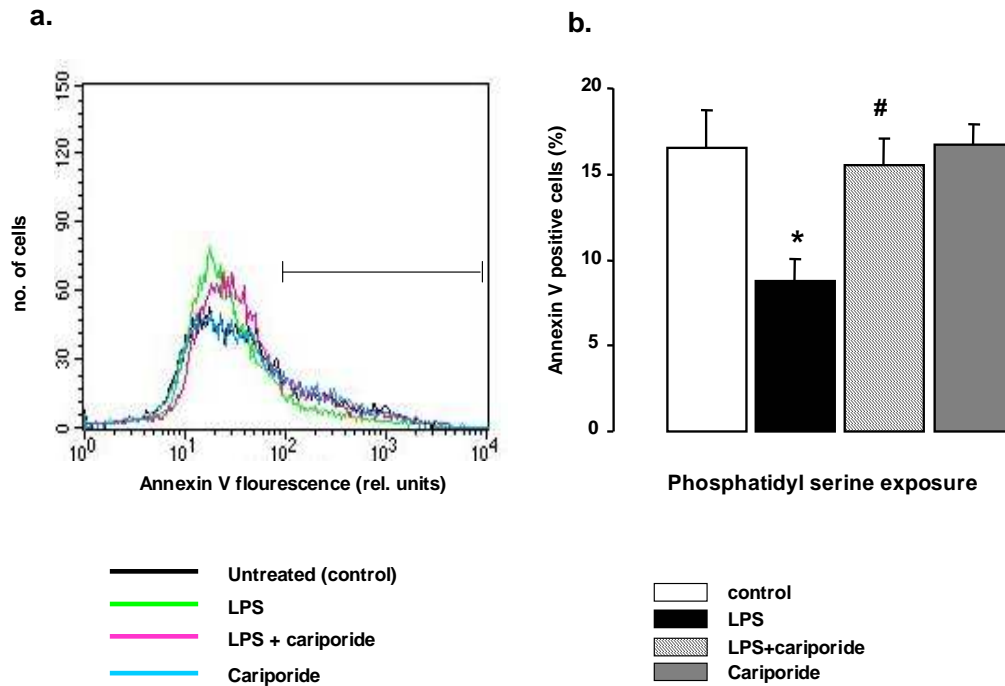 a.
150
120
90
60
30
0
no. of cells
10^0 10^1 10^2 10^3 10^4
Annexin V flourescence (rel. units)
Untreated (control)
LPS
LPS + cariporide
Cariporide
b.
20
15
10
5
0
Annexin V positive cells (%)
*
#
Phosphatidyl serine exposure
control
LPS
LPS+cariporide
Cariporide